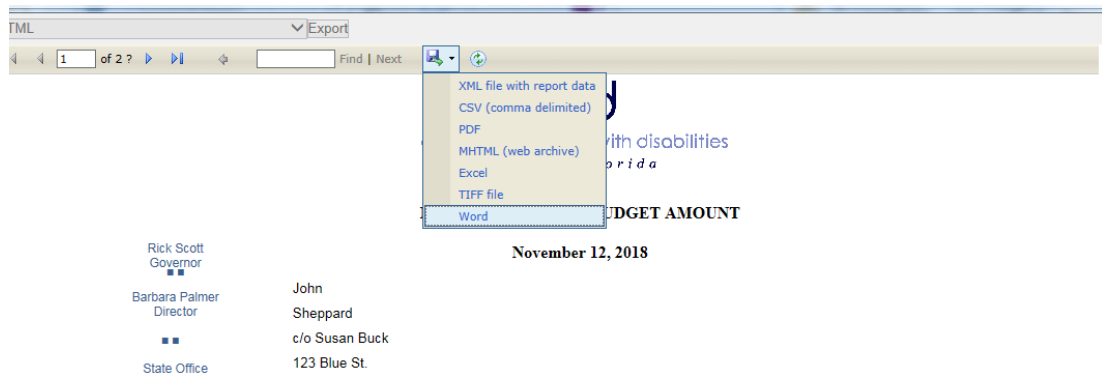 TML Export
1 of 2 ? Find | Next
XML file with report data
CSV (comma delimited)
PDF
MHTML (web archive)
Excel
TIFF file
Word
d
with disabilities
orida
UDGET AMOUNT
November 12, 2018
Rick Scott
Governor
Barbara Palmer
Director
State Office
John
Sheppard
c/o Susan Buck
123 Blue St.